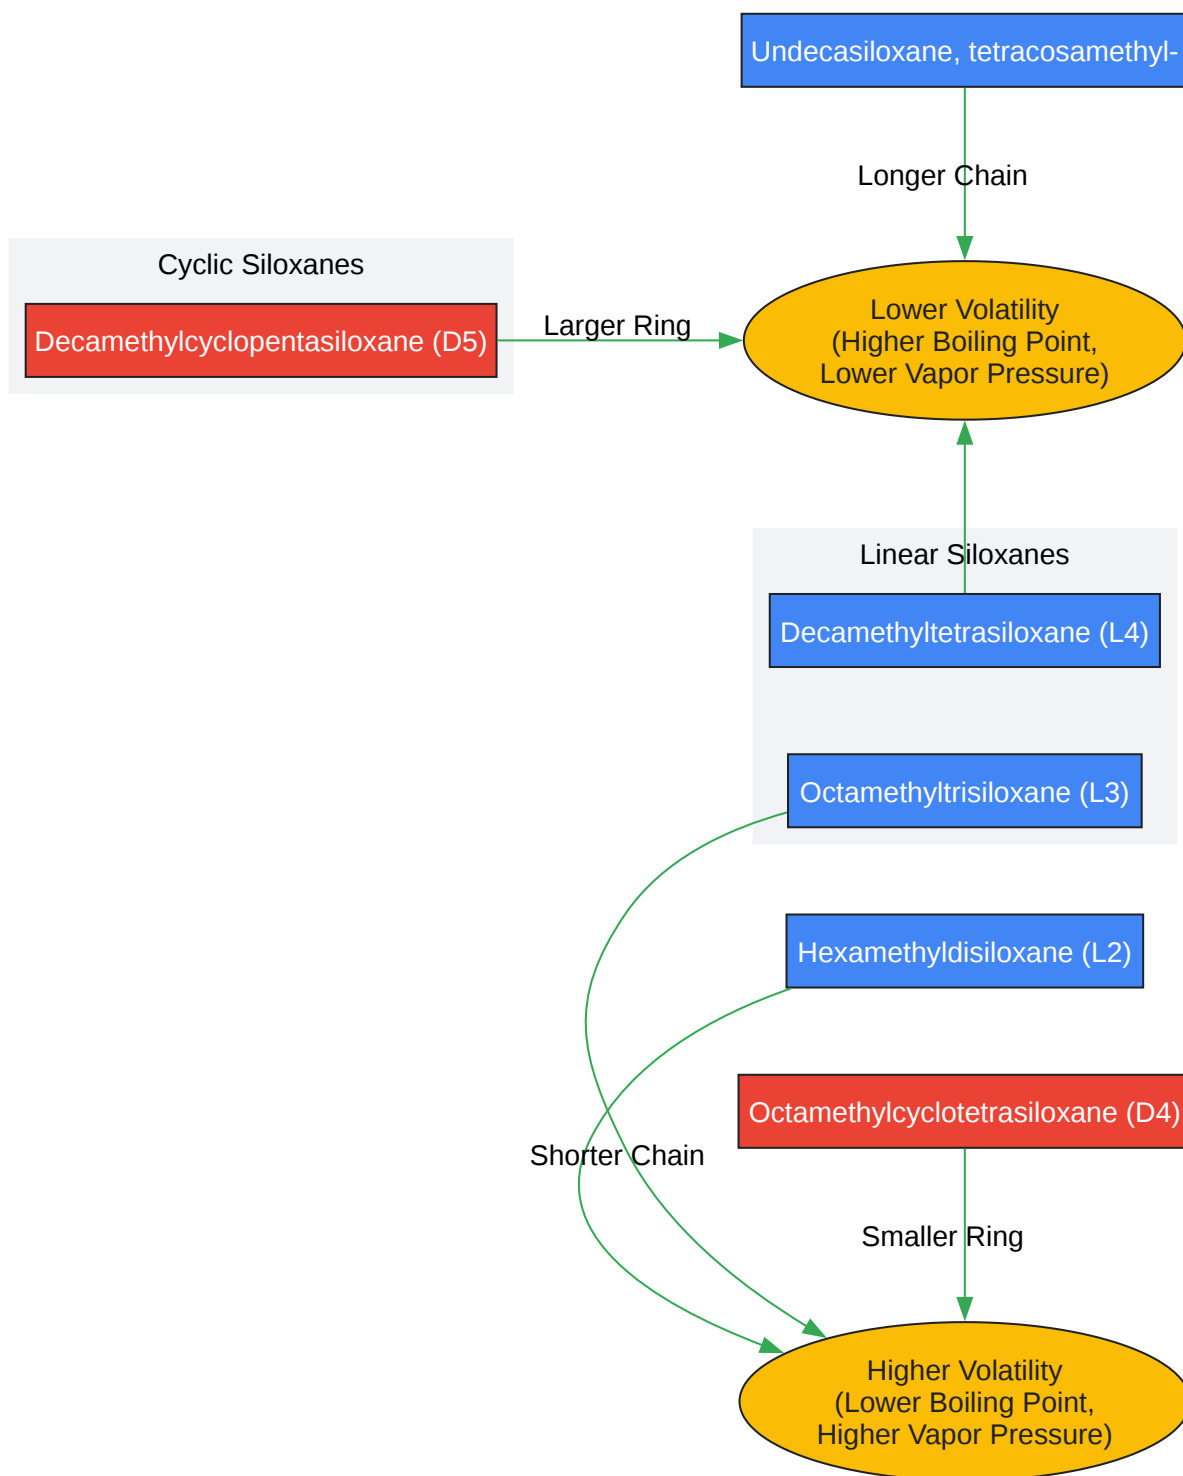 Undecasiloxane, tetracosamethyl-
Longer Chain
Cyclic Siloxanes
Decamethylcyclopentasiloxane (D5)
Larger Ring
Lower Volatility
(Higher Boiling Point,
Lower Vapor Pressure)
Linear Siloxanes
Decamethyltetrasiloxane (L4)
Octamethyltrisiloxane (L3)
Hexamethyldisiloxane (L2)
Octamethylcyclotetrasiloxane (D4)
Shorter Chain
Smaller Ring
Higher Volatility
(Lower Boiling Point,
Higher Vapor Pressure)